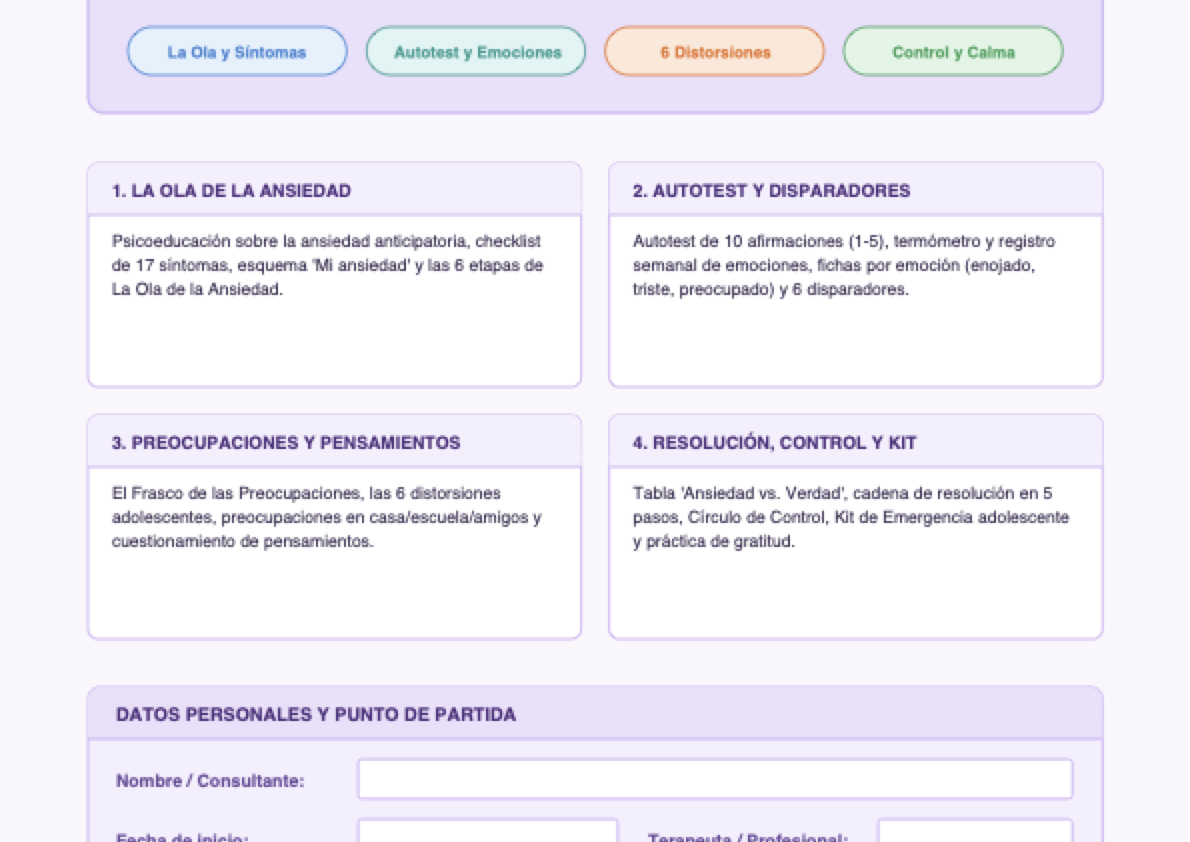 La Ola y Síntomas
Autotest y Emociones
6 Distorsiones
Control y Calma
1. LA OLA DE LA ANSIEDAD
Psicoeducación sobre la ansiedad anticipatoria, checklist
de 17 síntomas, esquema 'Mi ansiedad' y las 6 etapas de
La Ola de la Ansiedad.
2. AUTOTEST Y DISPARADORES
Autotest de 10 afirmaciones (1-5), termómetro y registro
semanal de emociones, fichas por emoción (enojado,
triste, preocupado) y 6 disparadores.
3. PREOCUPACIONES Y PENSAMIENTOS
El Frasco de las Preocupaciones, las 6 distorsiones
adolescentes, preocupaciones en casa/escuela/amigos y
cuestionamiento de pensamientos.
4. RESOLUCIÓN, CONTROL Y KIT
Tabla 'Ansiedad vs. Verdad', cadena de resolución en 5
pasos, Círculo de Control, Kit de Emergencia adolescente
y práctica de gratitud.
DATOS PERSONALES Y PUNTO DE PARTIDA
Nombre / Consultante:
Fecha de inicio:
Terapeuta / Profesional: